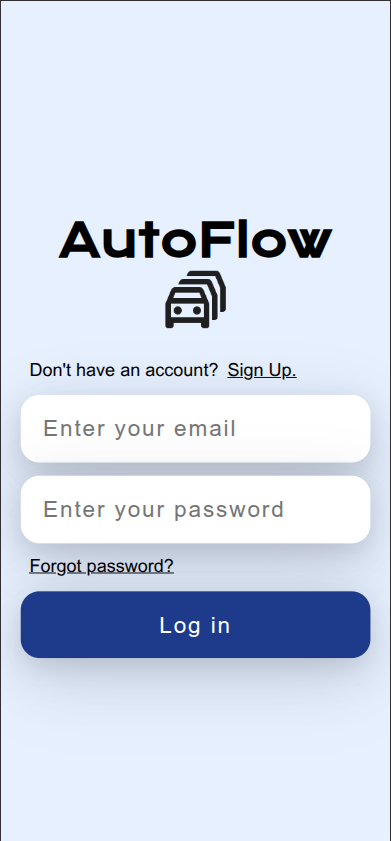 AutoFlow
Don't have an account? Sign Up.
Enter your email
Enter your password
Forgot password?
Log in